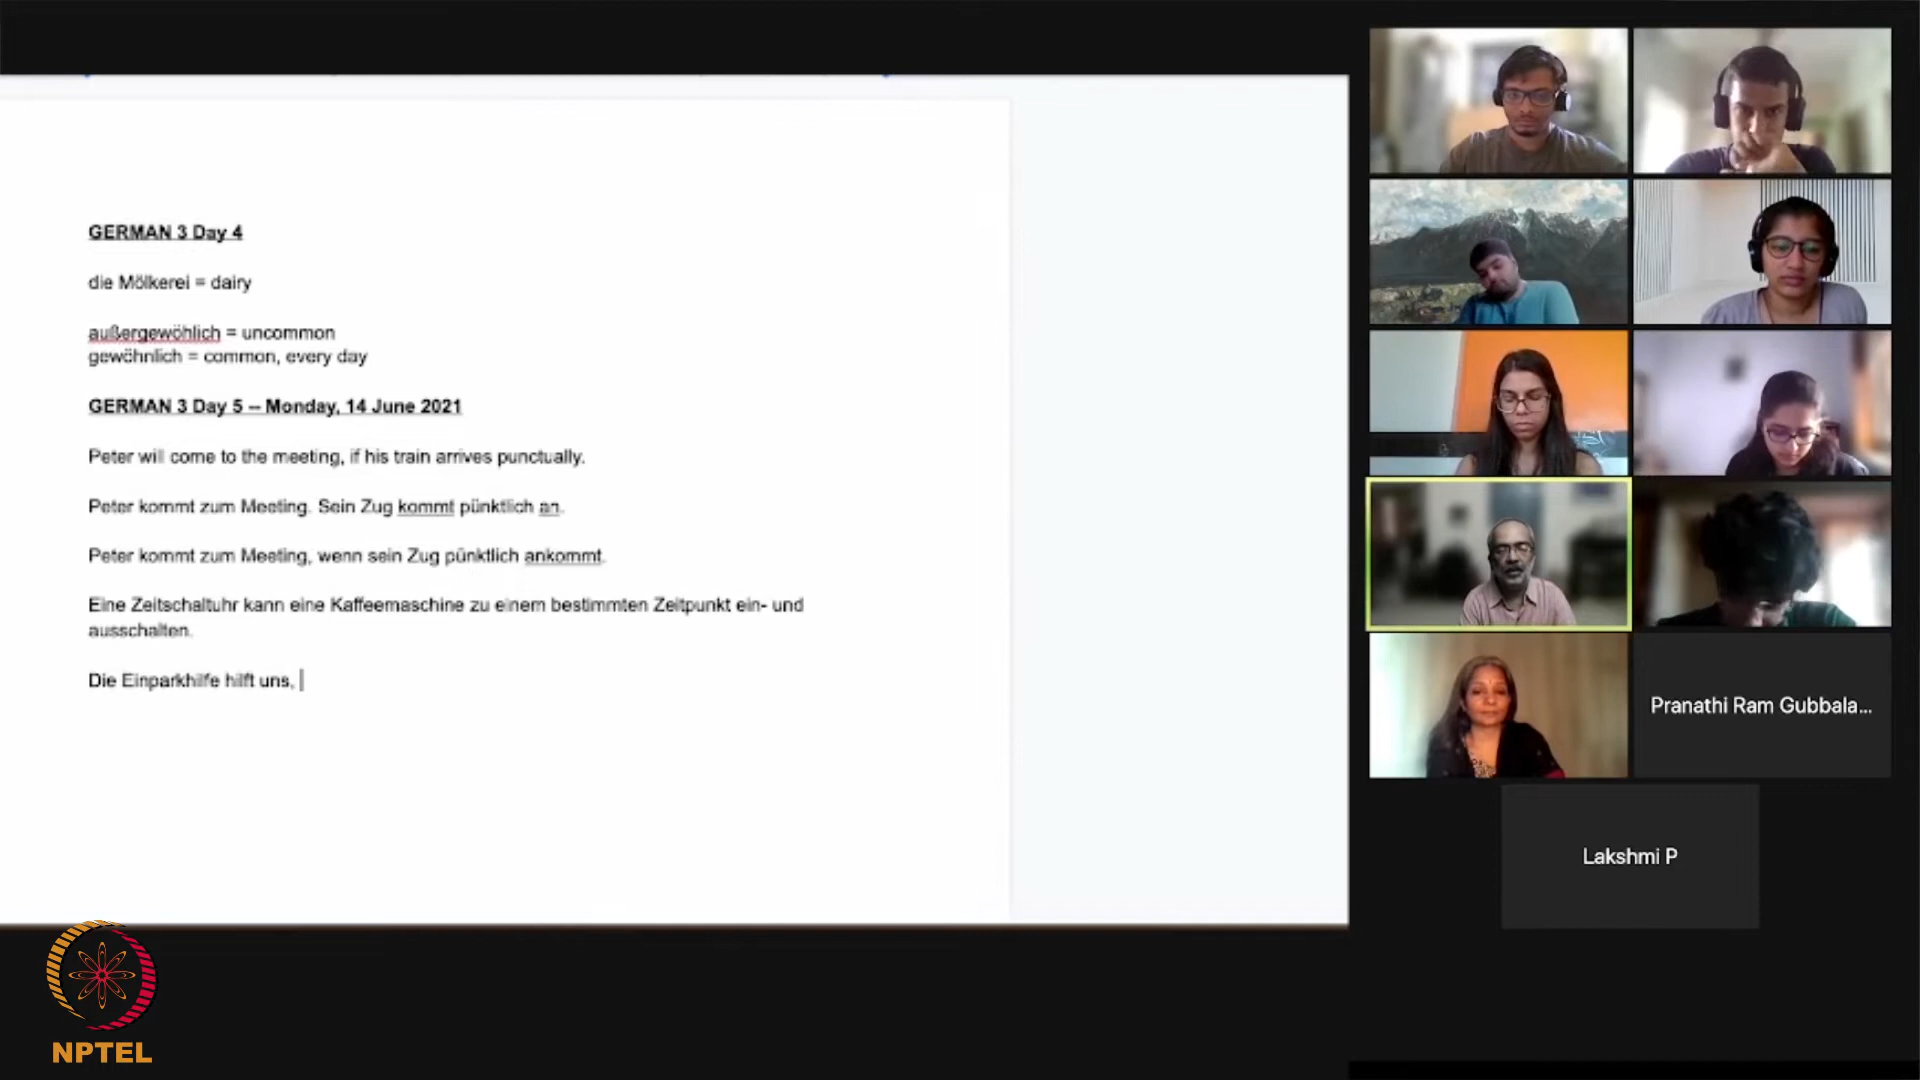 GERMAN 3 Day 4
die Mölkerei = dairy
außergewöhlich = uncommon
gewöhnlich = common, every day
GERMAN 3 Day 5 – Monday, 14 June 2021
Peter will come to the meeting, if his train arrives punctually.
Peter kommt zum Meeting. Sein Zug kommt pünktlich an.
Peter kommt zum Meeting, wenn sein Zug pünktlich ankommt.
Eine Zeitschaltuhr kann eine Kaffeemaschine zu einem bestimmten Zeitpunkt ein- und
ausschalten.
Die Einparkhilfe hilft uns,
Pranathi Ram Gubbala...
Lakshmi P
NPTEL